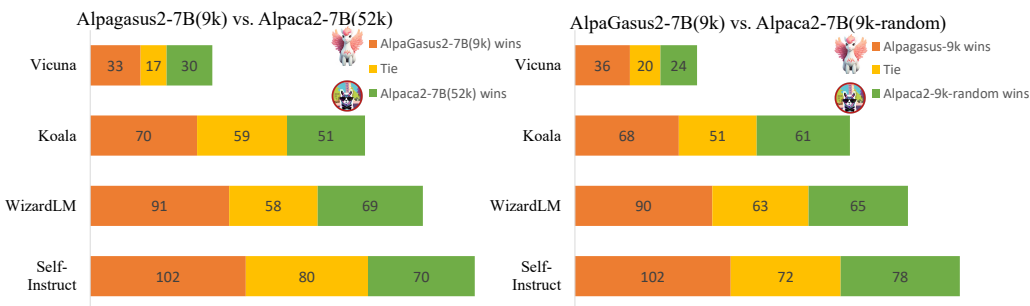 Alpagasus2-7B(9k) vs. Alpaca2-7B(52k)
AlpaGasus2-7B(9k) wins
Tie
Alpaca2-7B(52k) wins
Vicuna
33 17 30
Koala
70 59 51
WizardLM
91 58 69
Self-
Instruct
102 80 70
AlpaGasus2-7B(9k) vs. Alpaca2-7B(9k-random)
Alpagasus-9k wins
Tie
Alpaca2-9k-random wins
Vicuna
36 20 24
Koala
68 51 61
WizardLM
90 63 65
Self-
Instruct
102 72 78